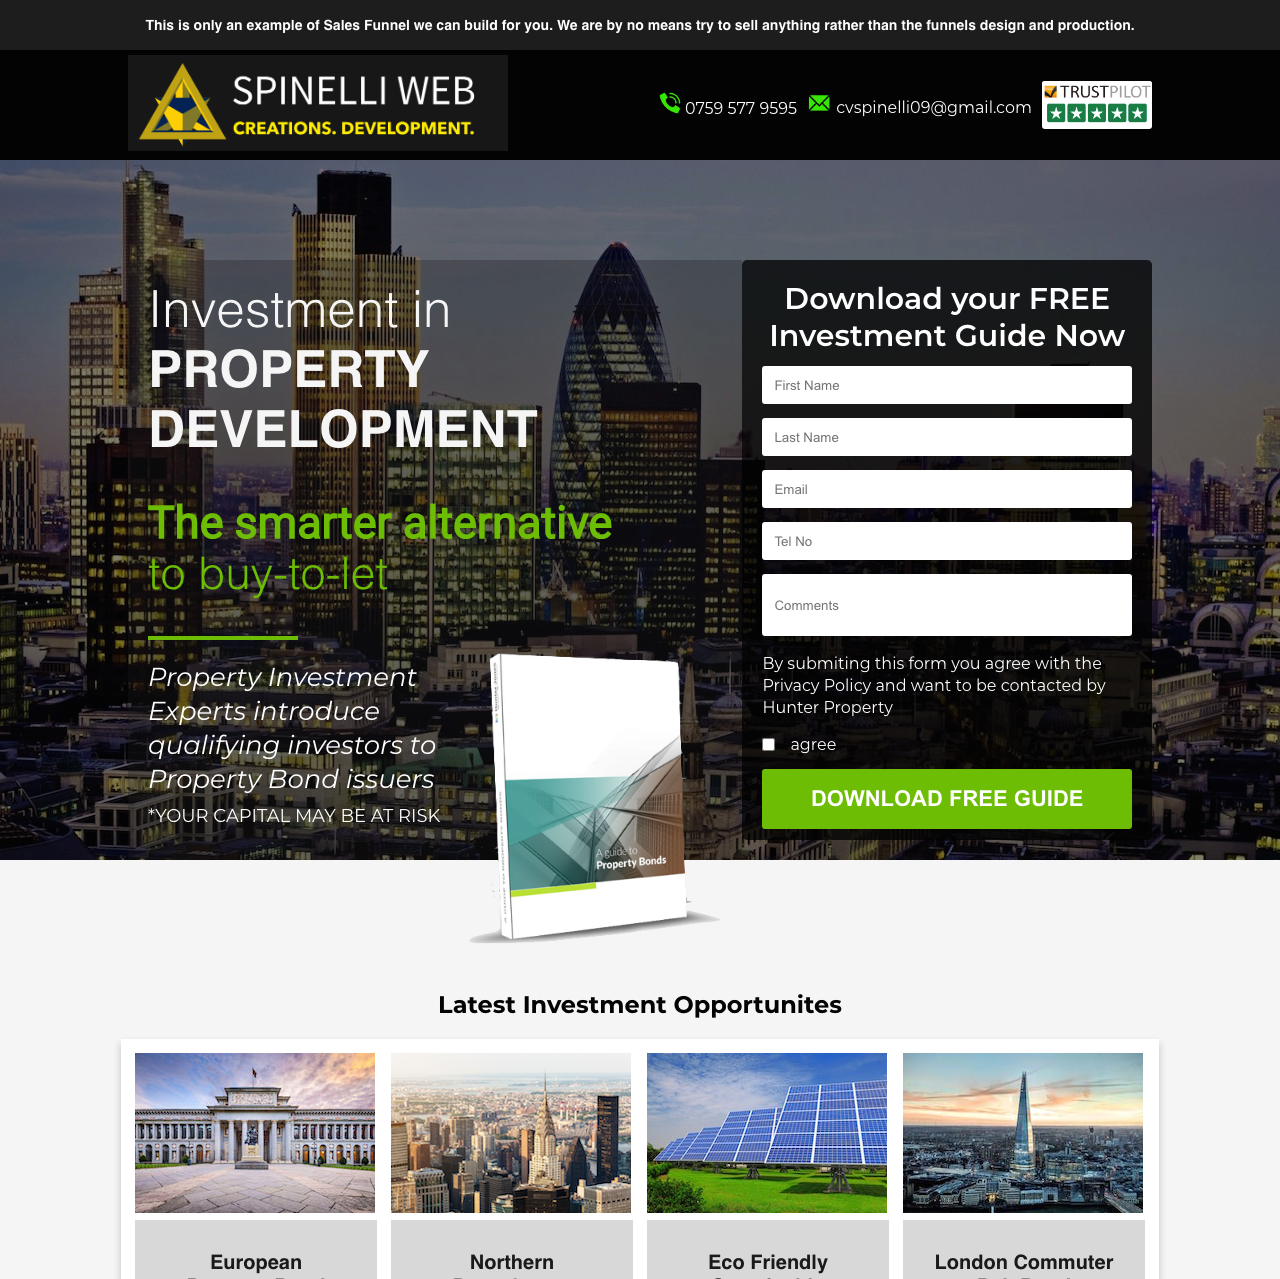 This is only an example of Sales Funnel we can build for you. We are by no means try to sell anything rather than the funnels design and production.
SPINELLI WEB
CREATIONS. DEVELOPMENT.
0759 577 9595
cvspinelli09@gmail.com
TRUSTPILOT
Investment in
PROPERTY
DEVELOPMENT
The smarter alternative
to buy-to-let
Property Investment
Experts introduce
qualifying investors to
Property Bond issuers
*YOUR CAPITAL MAY BE AT RISK
A guide to
Property Bonds
Download your FREE
Investment Guide Now
First Name
Last Name
Email
Tel No
Comments
By submiting this form you agree with the
Privacy Policy and want to be contacted by
Hunter Property
agree
DOWNLOAD FREE GUIDE
Latest Investment Opportunites
European
Northern
Eco Friendly
London Commuter